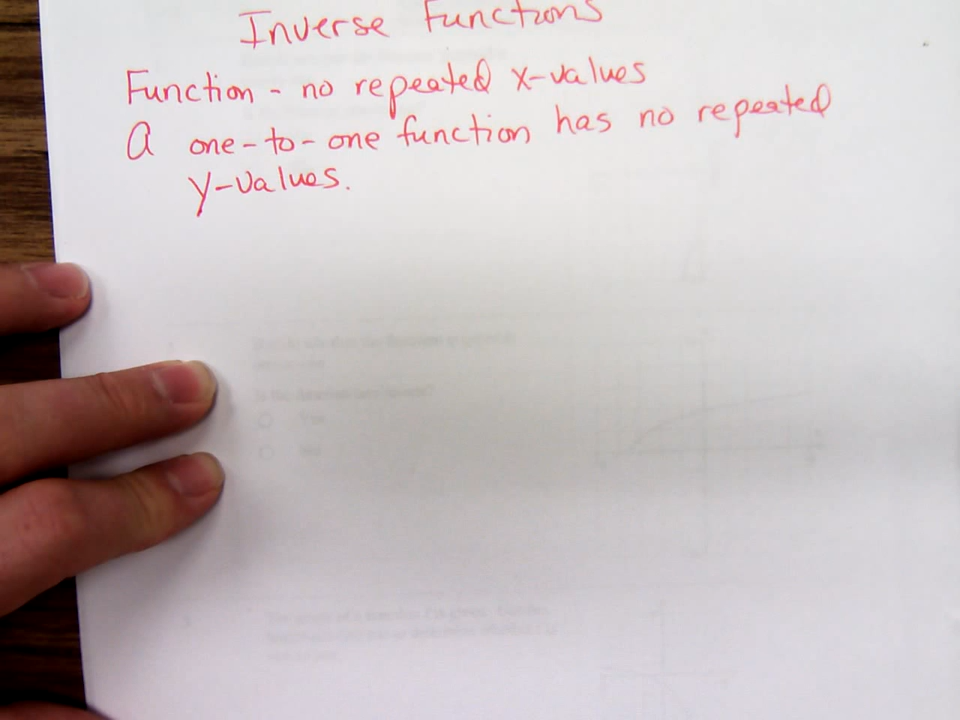 Inverse Functions
Function - no repeated x-values
A one-to-one function has no repeated
y-values.